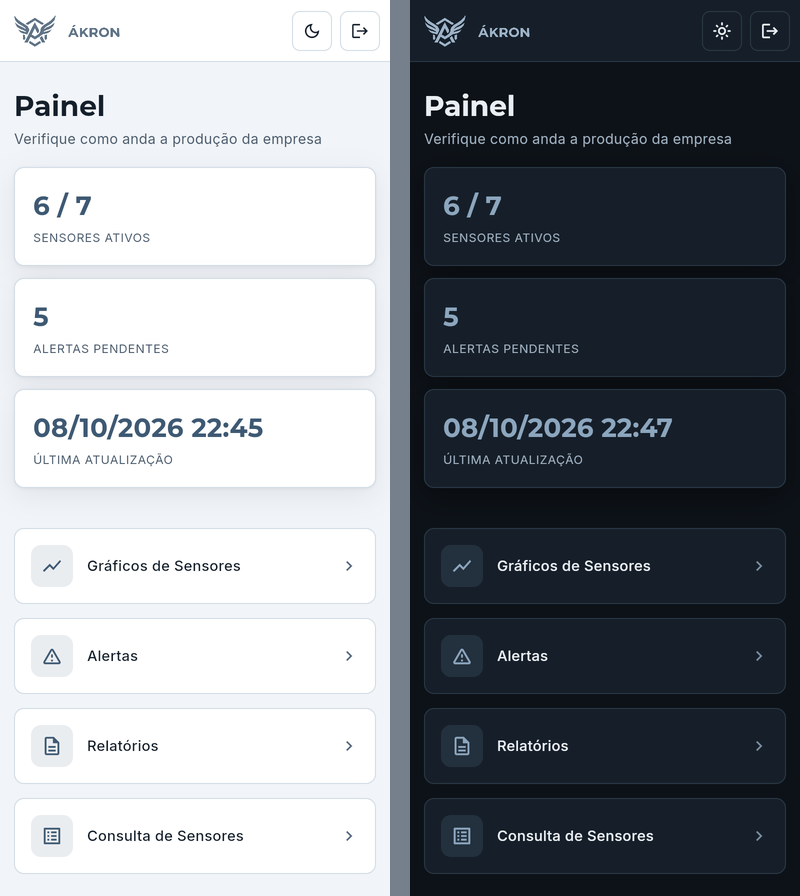 ÁKRON
Painel
Verifique como anda a produção da empresa
6 / 7
SENSORES ATIVOS
5
ALERTAS PENDENTES
08/10/2026 22:45
ÚLTIMA ATUALIZAÇÃO
Gráficos de Sensores
Alertas
Relatórios
Consulta de Sensores
ÁKRON
Painel
Verifique como anda a produção da empresa
6 / 7
SENSORES ATIVOS
5
ALERTAS PENDENTES
08/10/2026 22:47
ÚLTIMA ATUALIZAÇÃO
Gráficos de Sensores
Alertas
Relatórios
Consulta de Sensores